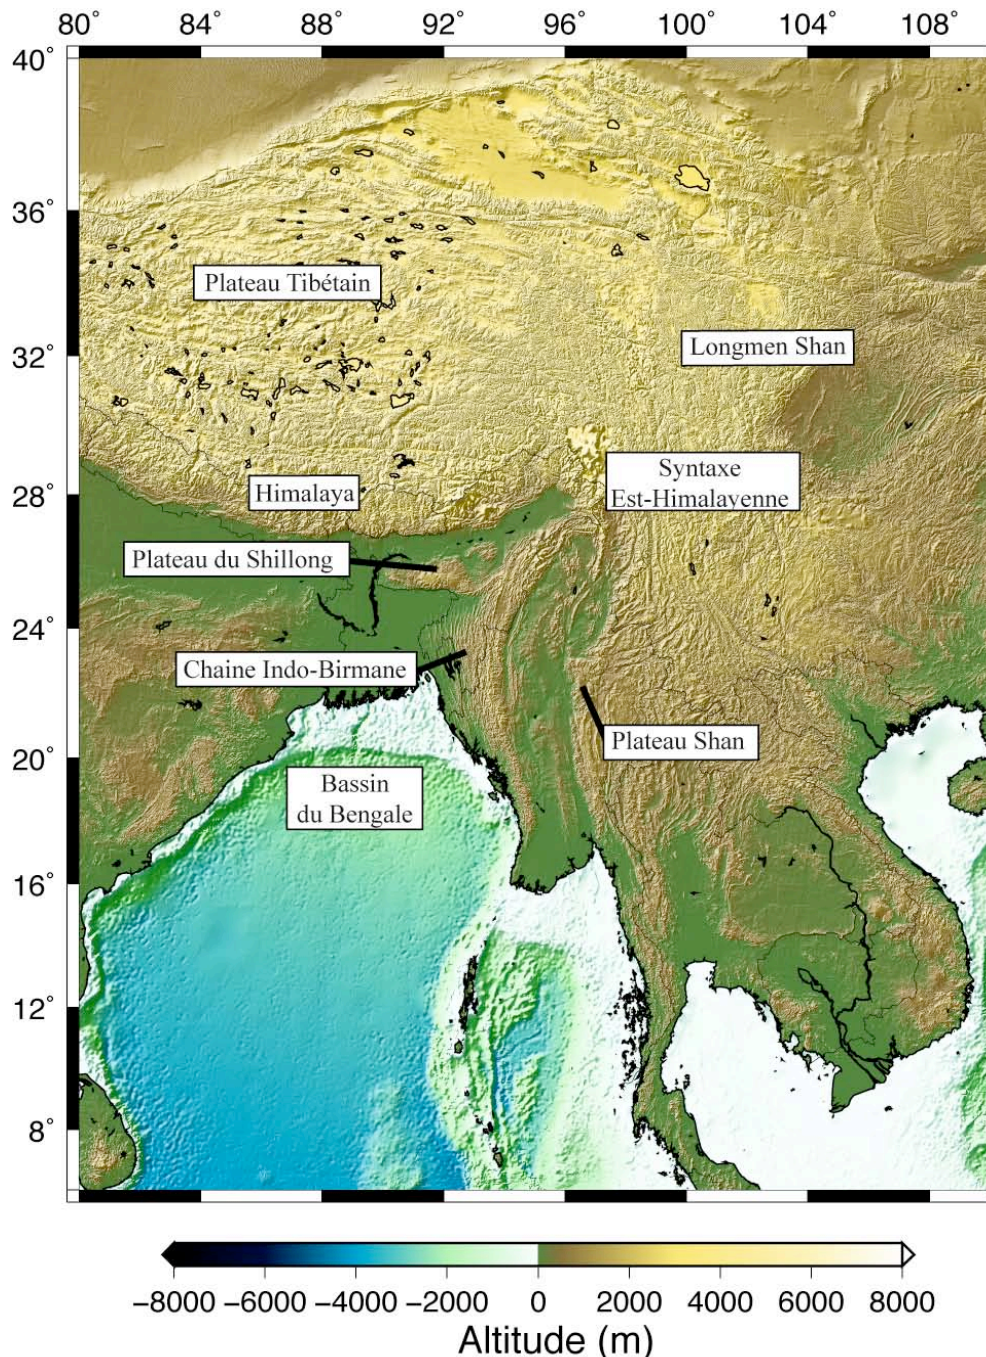 80° 84° 88° 92° 96° 100° 104° 108°
40°
36°
Plateau Tibétain
32°
Longmen Shan
Syntaxe
Est-Himalayenne
Himalaya
28°
Plateau du Shillong
24°
Chaine Indo-Birmane
Plateau Shan
20°
Bassin
du Bengale
16°
12°
8°
−8000 −6000 −4000 −2000 0 2000 4000 6000 8000
Altitude (m)